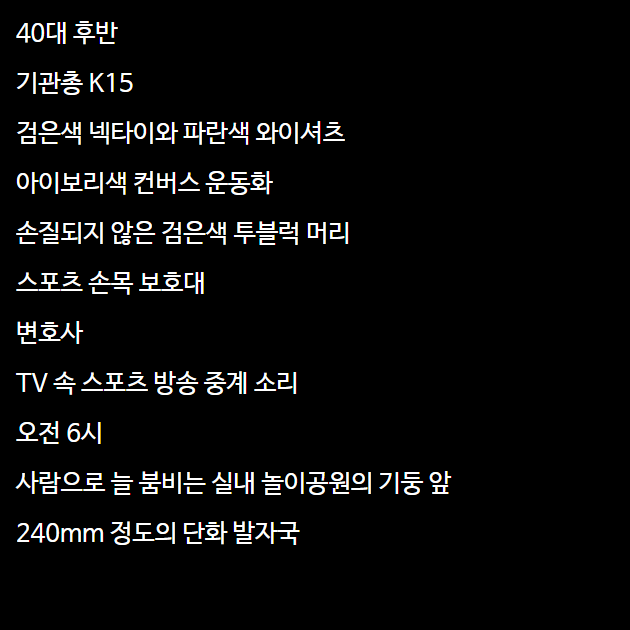 40대 후반
기관총 K15
검은색 넥타이와 파란색 와이셔츠
아이보리색 컨버스 운동화
손질되지 않은 검은색 투블럭 머리
스포츠 손목 보호대
변호사
TV 속 스포츠 방송 중계 소리
오전 6시
사람으로 늘 붐비는 실내 놀이공원의 기둥 앞
240mm 정도의 단화 발자국